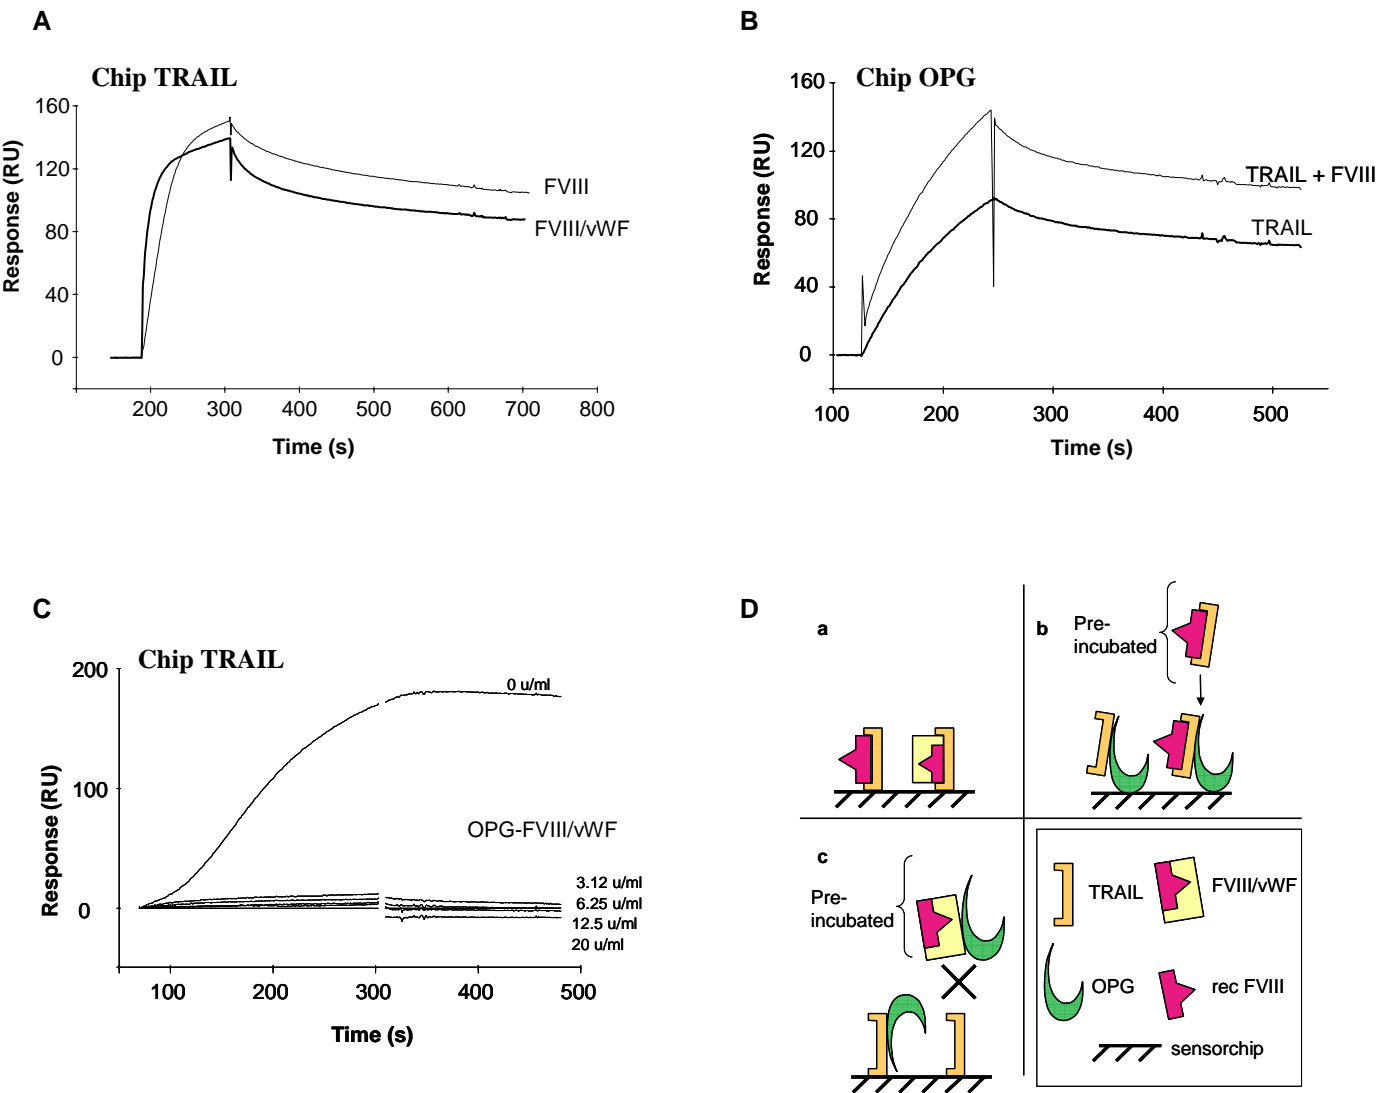 A
Chip TRAIL
Response (RU)
160
120
80
40
0
200 300 400 500 600 700 800
Time (s)
FVIII
FVIII/vWF
B
Chip OPG
Response (RU)
160
120
80
40
0
100 200 300 400 500
Time (s)
TRAIL + FVIII
TRAIL
C
Chip TRAIL
Response (RU)
200
100
0
100 200 300 400 500
Time (s)
0 u/ml
OPG-FVIII/vWF
3.12 u/ml
6.25 u/ml
12.5 u/ml
20 u/ml
D
a
b
Pre-
incubated
c
Pre-
incubated
TRAIL
FVIII/vWF
OPG
rec FVIII
sensorchip